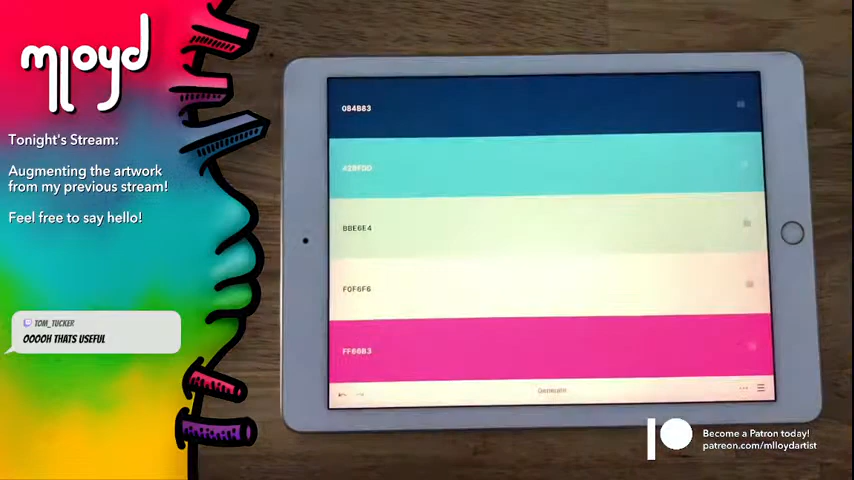 mlloyd
Tonight's Stream:
Augmenting the artwork
from my previous stream!
Feel free to say hello!
TOM_TUCKER
OOOOH THATS USEFUL
084B83
BBE6E4
F0F6F6
FF66B3
Generate
Become a Patron today!
patreon.com/mlloydartist